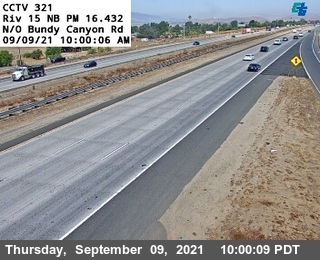 CCTV 321
Riv 15 NB PM 16.432
N/O Bundy Canyon Rd
09/09/21 10:00:06 AM
Thursday, September 09, 2021 10:00:09 PDT